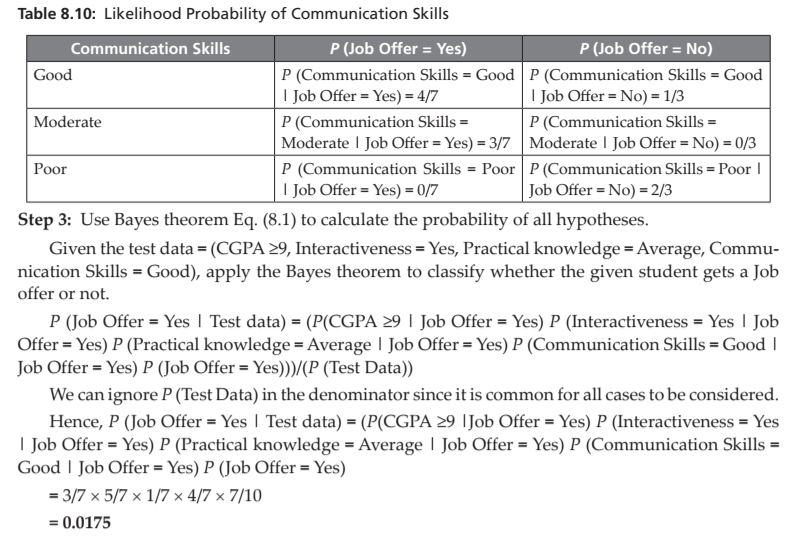 Table 8.10: Likelihood Probability of Communication Skills
Communication Skills P (Job Offer = Yes) P (Job Offer = No)
Good P (Communication Skills = Good P (Communication Skills = Good
| Job Offer = Yes) = 4/7 | Job Offer = No) = 1/3
Moderate P (Communication Skills = P (Communication Skills =
Moderate | Job Offer = Yes) = 3/7 Moderate | Job Offer = No) = 0/3
Poor P (Communication Skills = Poor P (Communication Skills = Poor |
| Job Offer = Yes) = 0/7 Job Offer = No) = 2/3
Step 3: Use Bayes theorem Eq. (8.1) to calculate the probability of all hypotheses.
Given the test data = (CGPA ≥9, Interactiveness = Yes, Practical knowledge = Average, Commu-
nication Skills = Good), apply the Bayes theorem to classify whether the given student gets a Job
offer or not.
P (Job Offer = Yes | Test data) = (P(CGPA ≥9 | Job Offer = Yes) P (Interactiveness = Yes | Job
Offer = Yes) P (Practical knowledge = Average | Job Offer = Yes) P (Communication Skills = Good |
Job Offer = Yes) P (Job Offer = Yes)))/(P (Test Data))
We can ignore P (Test Data) in the denominator since it is common for all cases to be considered.
Hence, P (Job Offer = Yes | Test data) = (P(CGPA ≥9 |Job Offer = Yes) P (Interactiveness = Yes
| Job Offer = Yes) P (Practical knowledge = Average | Job Offer = Yes) P (Communication Skills =
Good | Job Offer = Yes) P (Job Offer = Yes)
= 3/7 × 5/7 × 1/7 × 4/7 × 7/10
= 0.0175